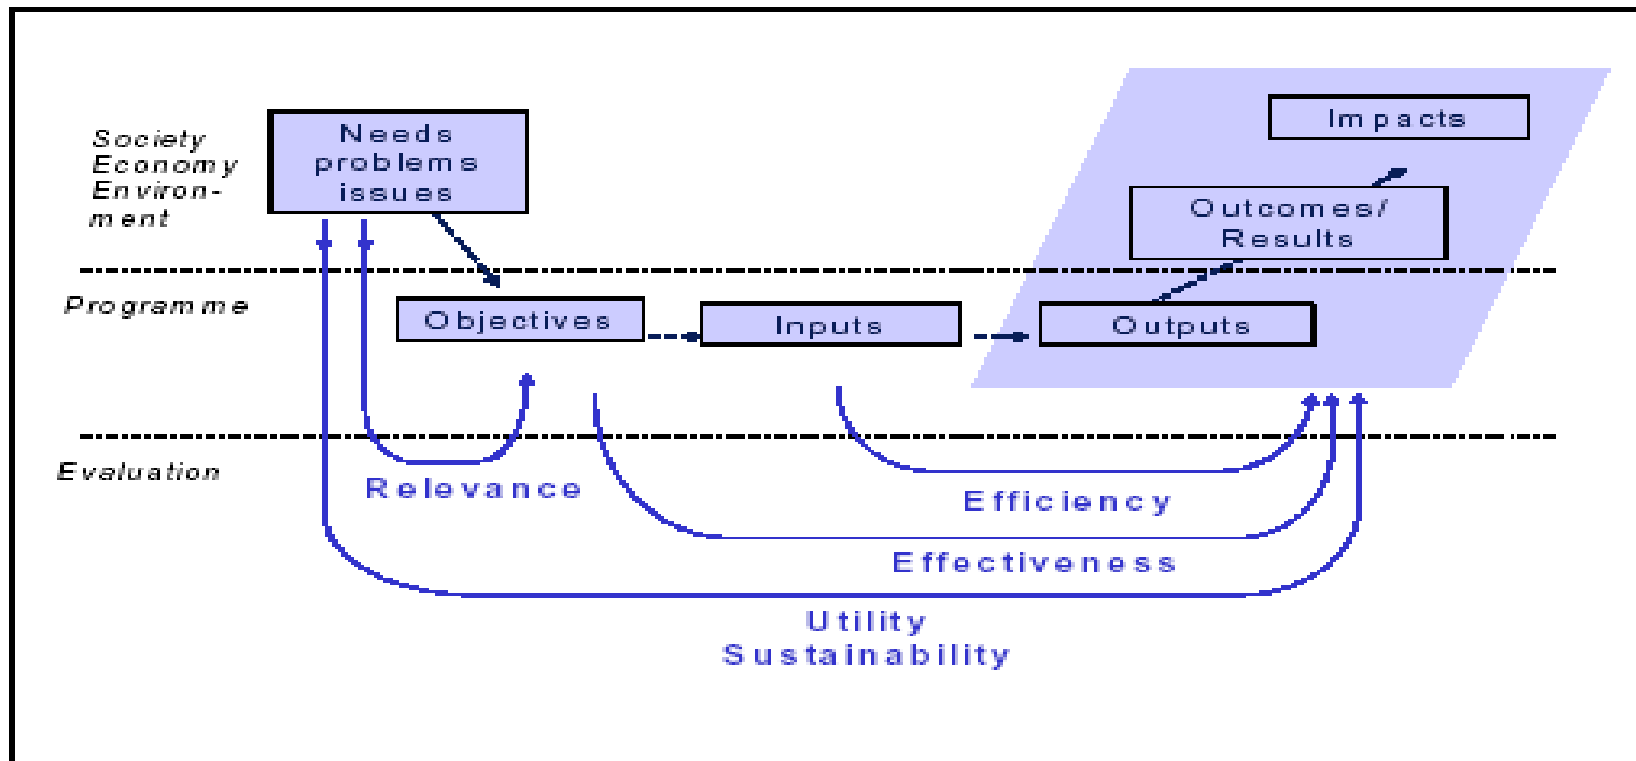 Society
Economy
Environ-
ment
Needs
problems
issues
Impacts
Outcomes/
Results
Programme
Objectives
Inputs
Outputs
Evaluation
Relevance
Efficiency
Effectiveness
Utility
Sustainability